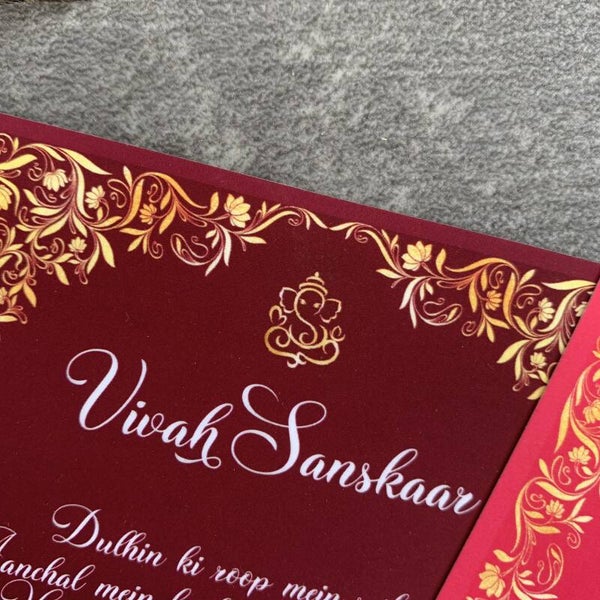 Vivah Sanskaar
Dulhin ki roop mein
Aanchal mein